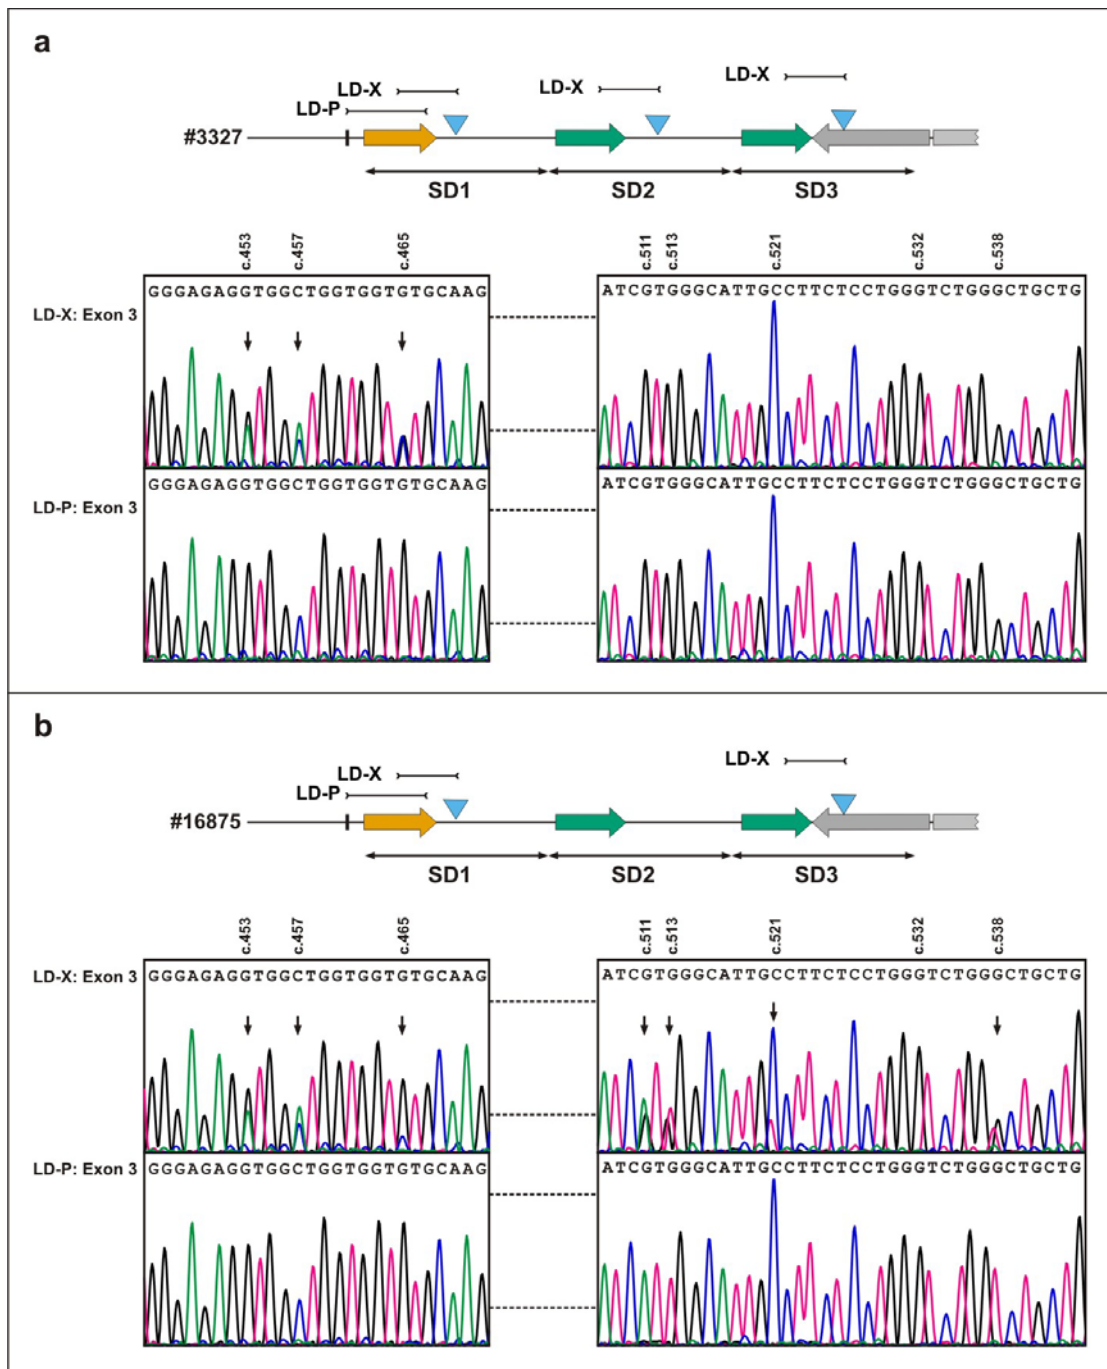 a
LD-X
LD-X
LD-X
LD-P
#3327
SD1
SD2
SD3
c.453
c.457
c.465
c.511
c.513
c.521
c.532
c.538
LD-X: Exon 3
GGGAGAGGTGGCTGGTGGTGTGCAAG
ATCGTGGGCATTGCCTTCTCCTGGGTCTGGGCTGCTG
LD-P: Exon 3
GGGAGAGGTGGCTGGTGGTGTGCAAG
ATCGTGGGCATTGCCTTCTCCTGGGTCTGGGCTGCTG
b
LD-X
LD-X
LD-P
#16875
SD1
SD2
SD3
c.453
c.457
c.465
c.511
c.513
c.521
c.532
c.538
LD-X: Exon 3
GGGAGAGGTGGCTGGTGGTGTGCAAG
ATCGTGGGCATTGCCTTCTCCTGGGTCTGGGCTGCTG
LD-P: Exon 3
GGGAGAGGTGGCTGGTGGTGTGCAAG
ATCGTGGGCATTGCCTTCTCCTGGGTCTGGGCTGCTG